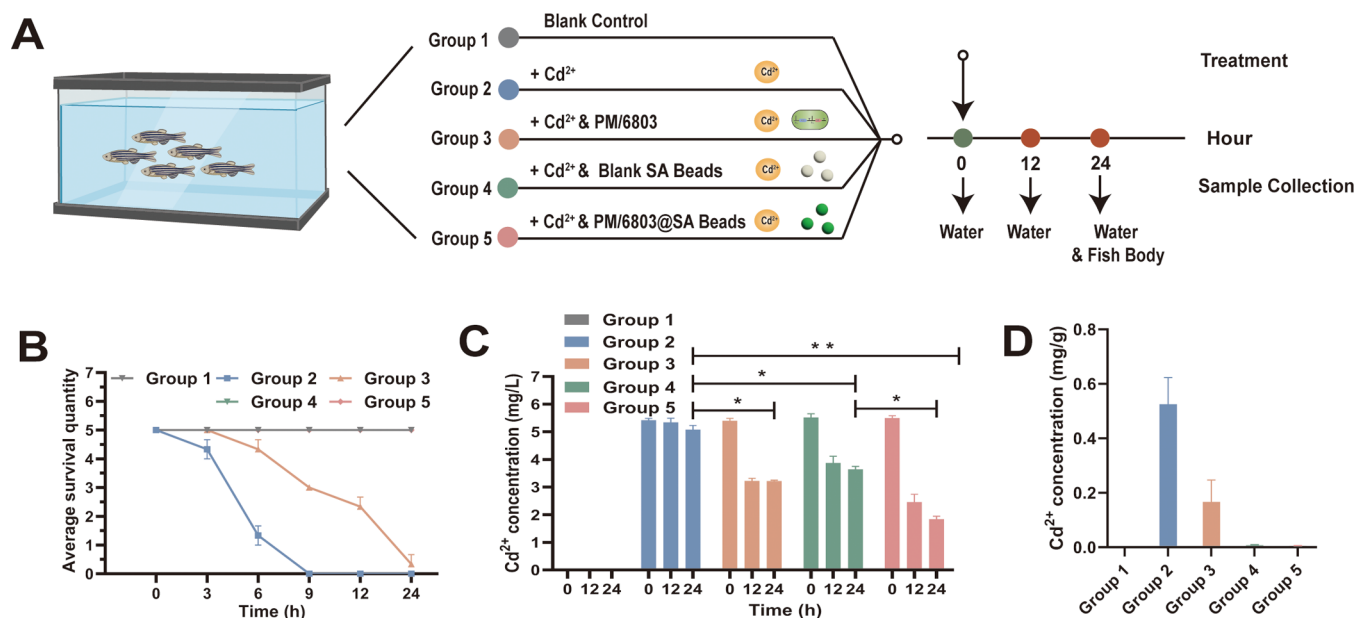 A
Blank Control
Group 1
+ Cd²⁺
Cd²⁺
Group 2
+ Cd²⁺ & PM/6803
Cd²⁺
Group 3
+ Cd²⁺ & Blank SA Beads
Cd²⁺
Group 4
+ Cd²⁺ & PM/6803@SA Beads
Cd²⁺
Group 5
Treatment
Hour
0 12 24
Sample Collection
Water Water Water
& Fish Body
B
Average survival quantity
7
6
5
4
3
2
1
0
Group 1 Group 2 Group 3
Group 4 Group 5
0 3 6 9 12 24
Time (h)
C
Group 1
Group 2
Group 3
Group 4
Group 5
* *
*
* *
Cd²⁺ concentration (mg/L)
7
6
5
4
3
2
1
0
0 12 24 0 12 24 0 12 24 0 12 24 0 12 24
Time (h)
D
Cd²⁺ concentration (mg/g)
0.8
0.6
0.4
0.2
0.0
Group 1 Group 2 Group 3 Group 4 Group 5